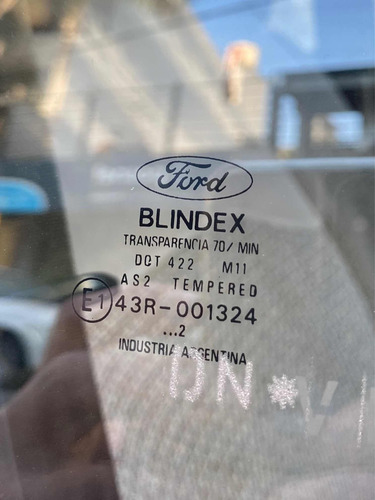 Ford
BLINDEX
TRANSPARENCIA 70/ MIN
DOT 422 M11
AS2 TEMPERED
E1 43R-001324
...2
INDUSTRIA ARGENTINA